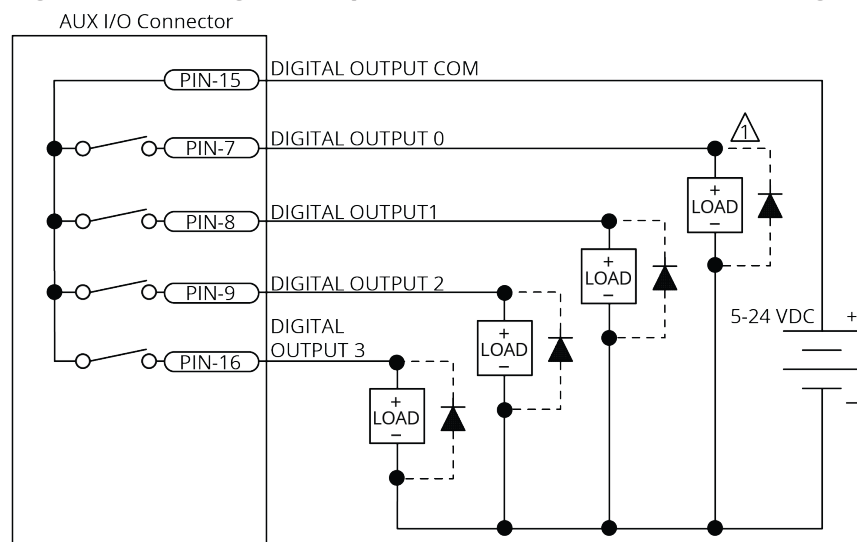 AUX I/O Connector
PIN-15
DIGITAL OUTPUT COM
PIN-7
DIGITAL OUTPUT 0
1
+
LOAD
−
PIN-8
DIGITAL OUTPUT1
+
LOAD
−
PIN-9
DIGITAL OUTPUT 2
+
LOAD
−
5-24 VDC
+
−
DIGITAL
OUTPUT 3
PIN-16
+
LOAD
−